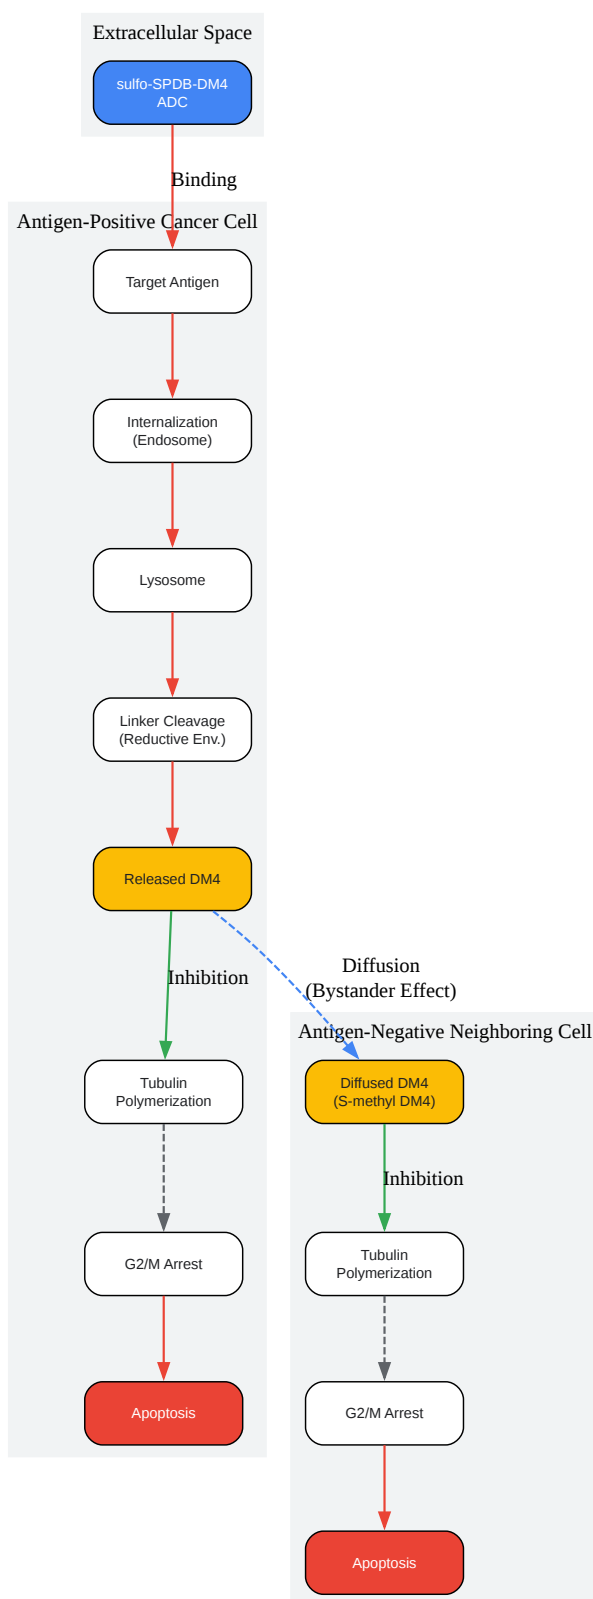 Extracellular Space
sulfo-SPDB-DM4
ADC
Binding
Antigen-Positive Cancer Cell
Target Antigen
Internalization
(Endosome)
Lysosome
Linker Cleavage
(Reductive Env.)
Released DM4
Inhibition
Diffusion
(Bystander Effect)
Tubulin
Polymerization
G2/M Arrest
Apoptosis
Antigen-Negative Neighboring Cell
Diffused DM4
(S-methyl DM4)
Inhibition
Tubulin
Polymerization
G2/M Arrest
Apoptosis